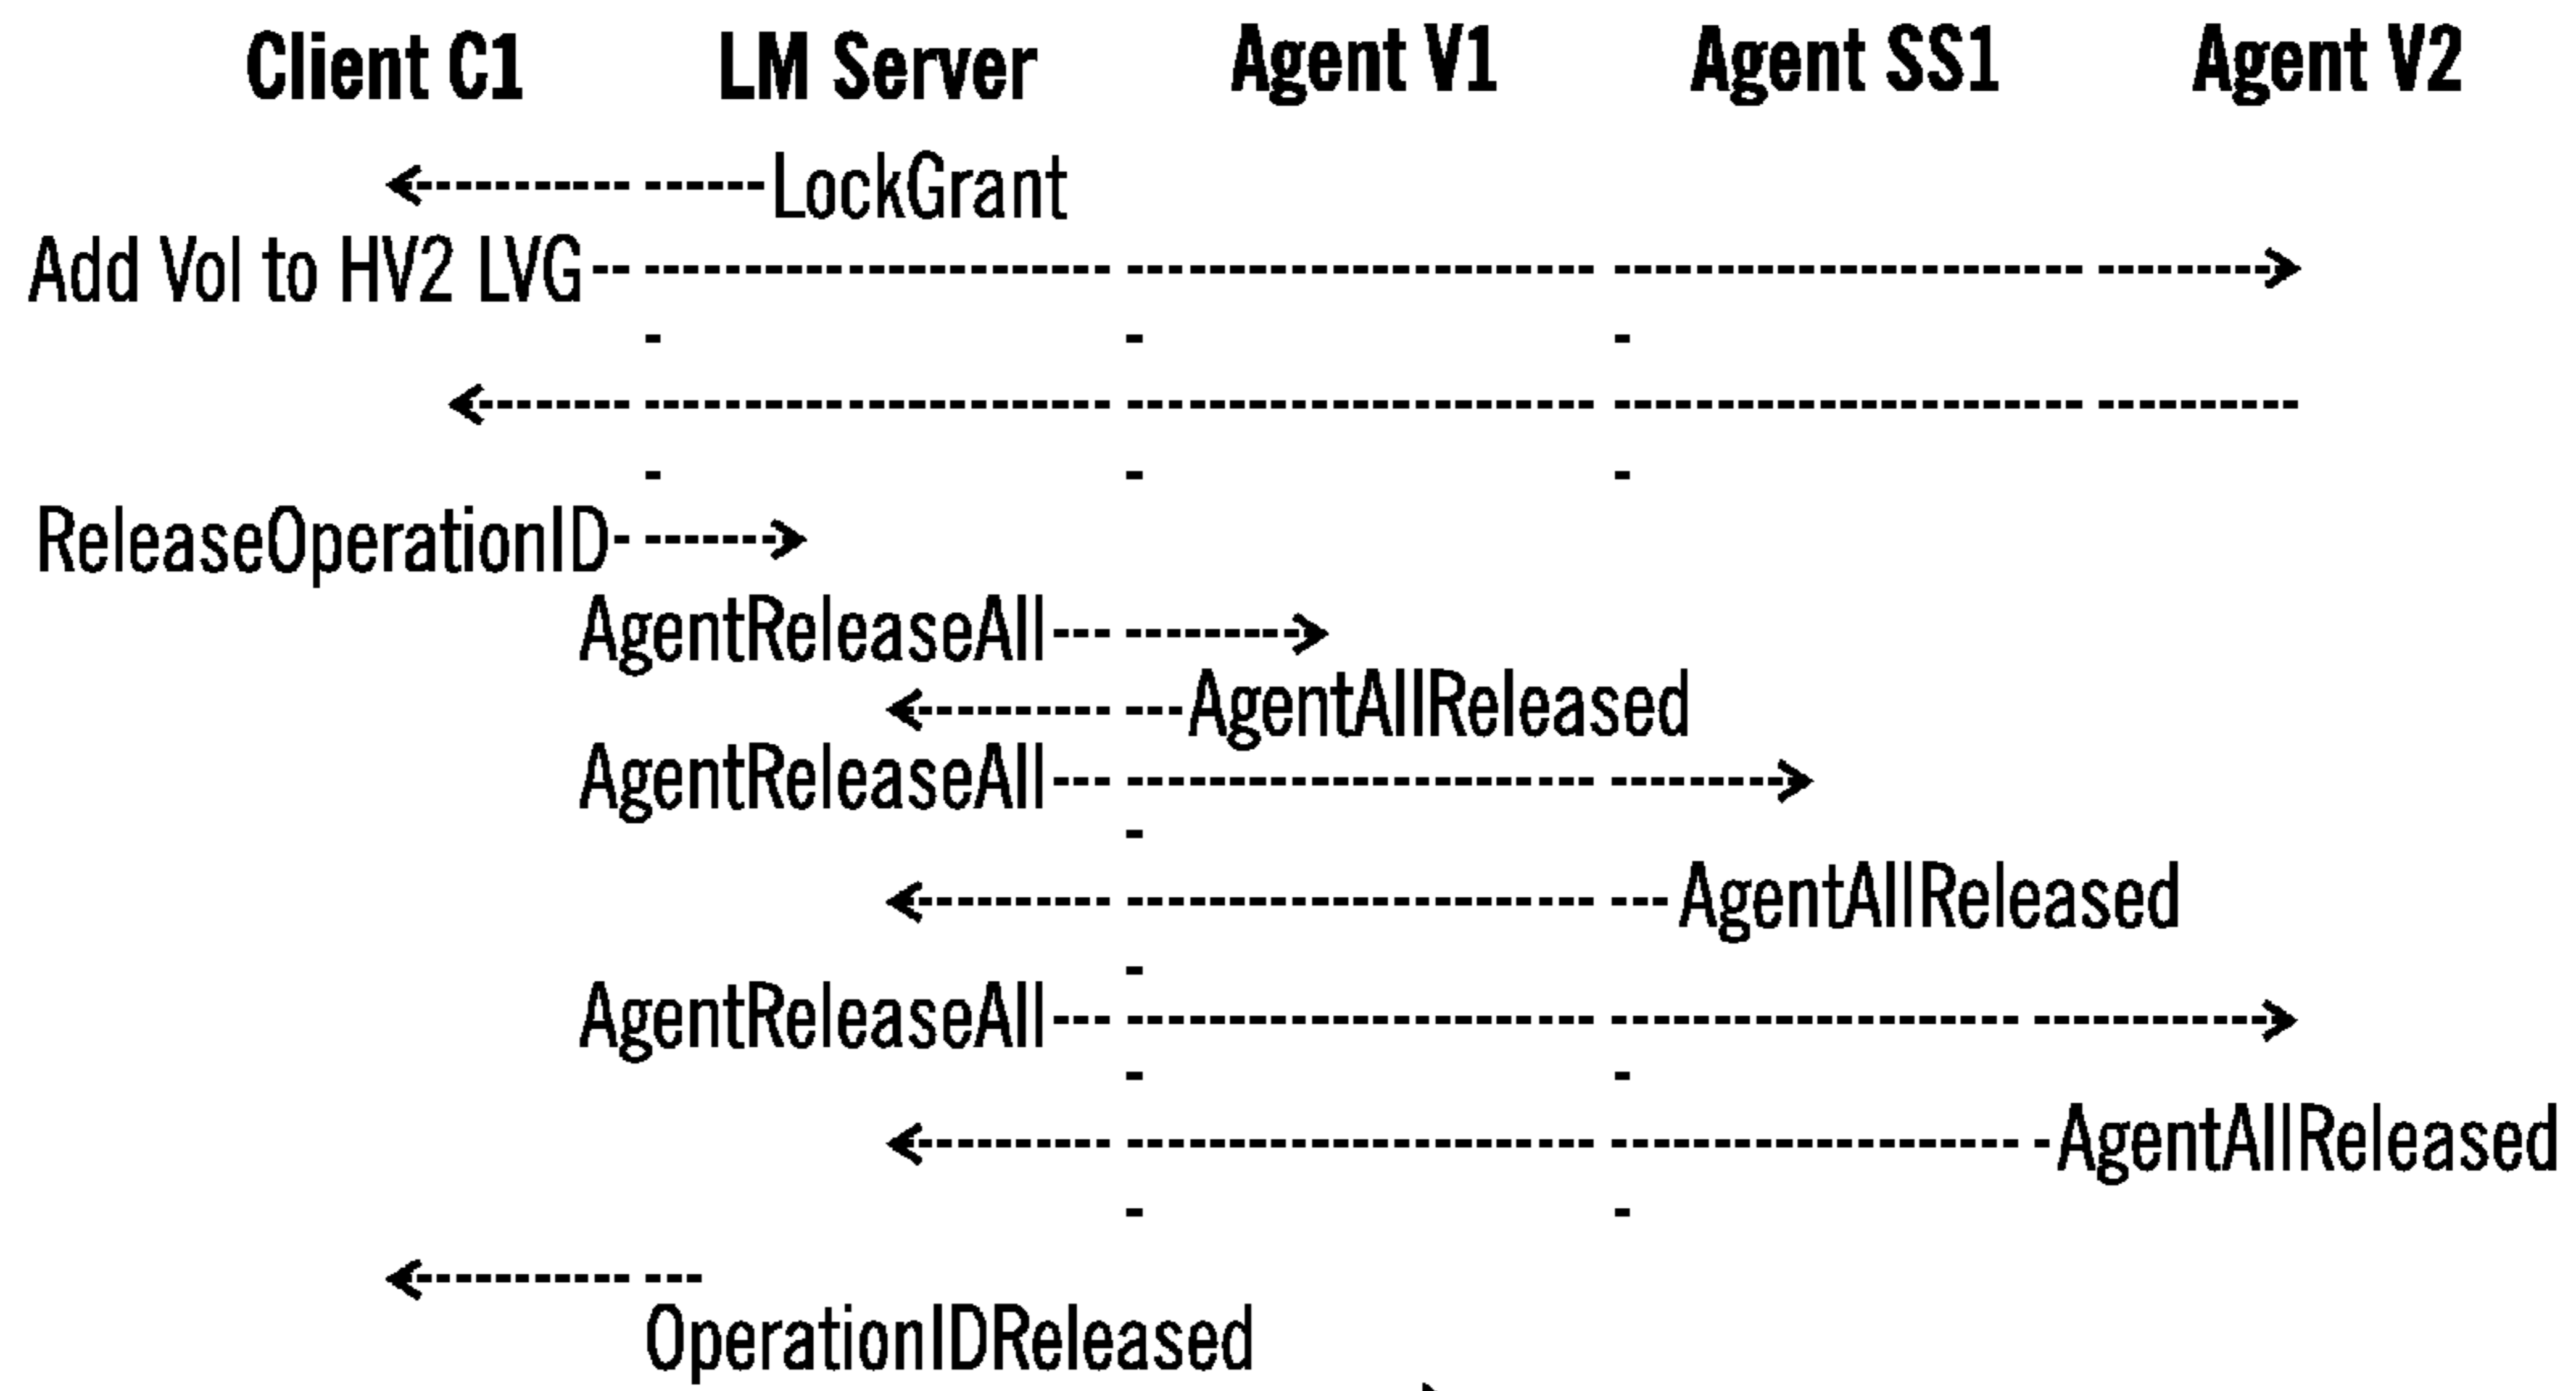 Client C1 LM Server Agent V1 Agent SS1 Agent V2
LockGrant
Add Vol to HV2 LVG
ReleaseOperationID
AgentReleaseAll
AgentAllReleased
AgentReleaseAll
AgentAllReleased
AgentReleaseAll
AgentAllReleased
OperationIDReleased